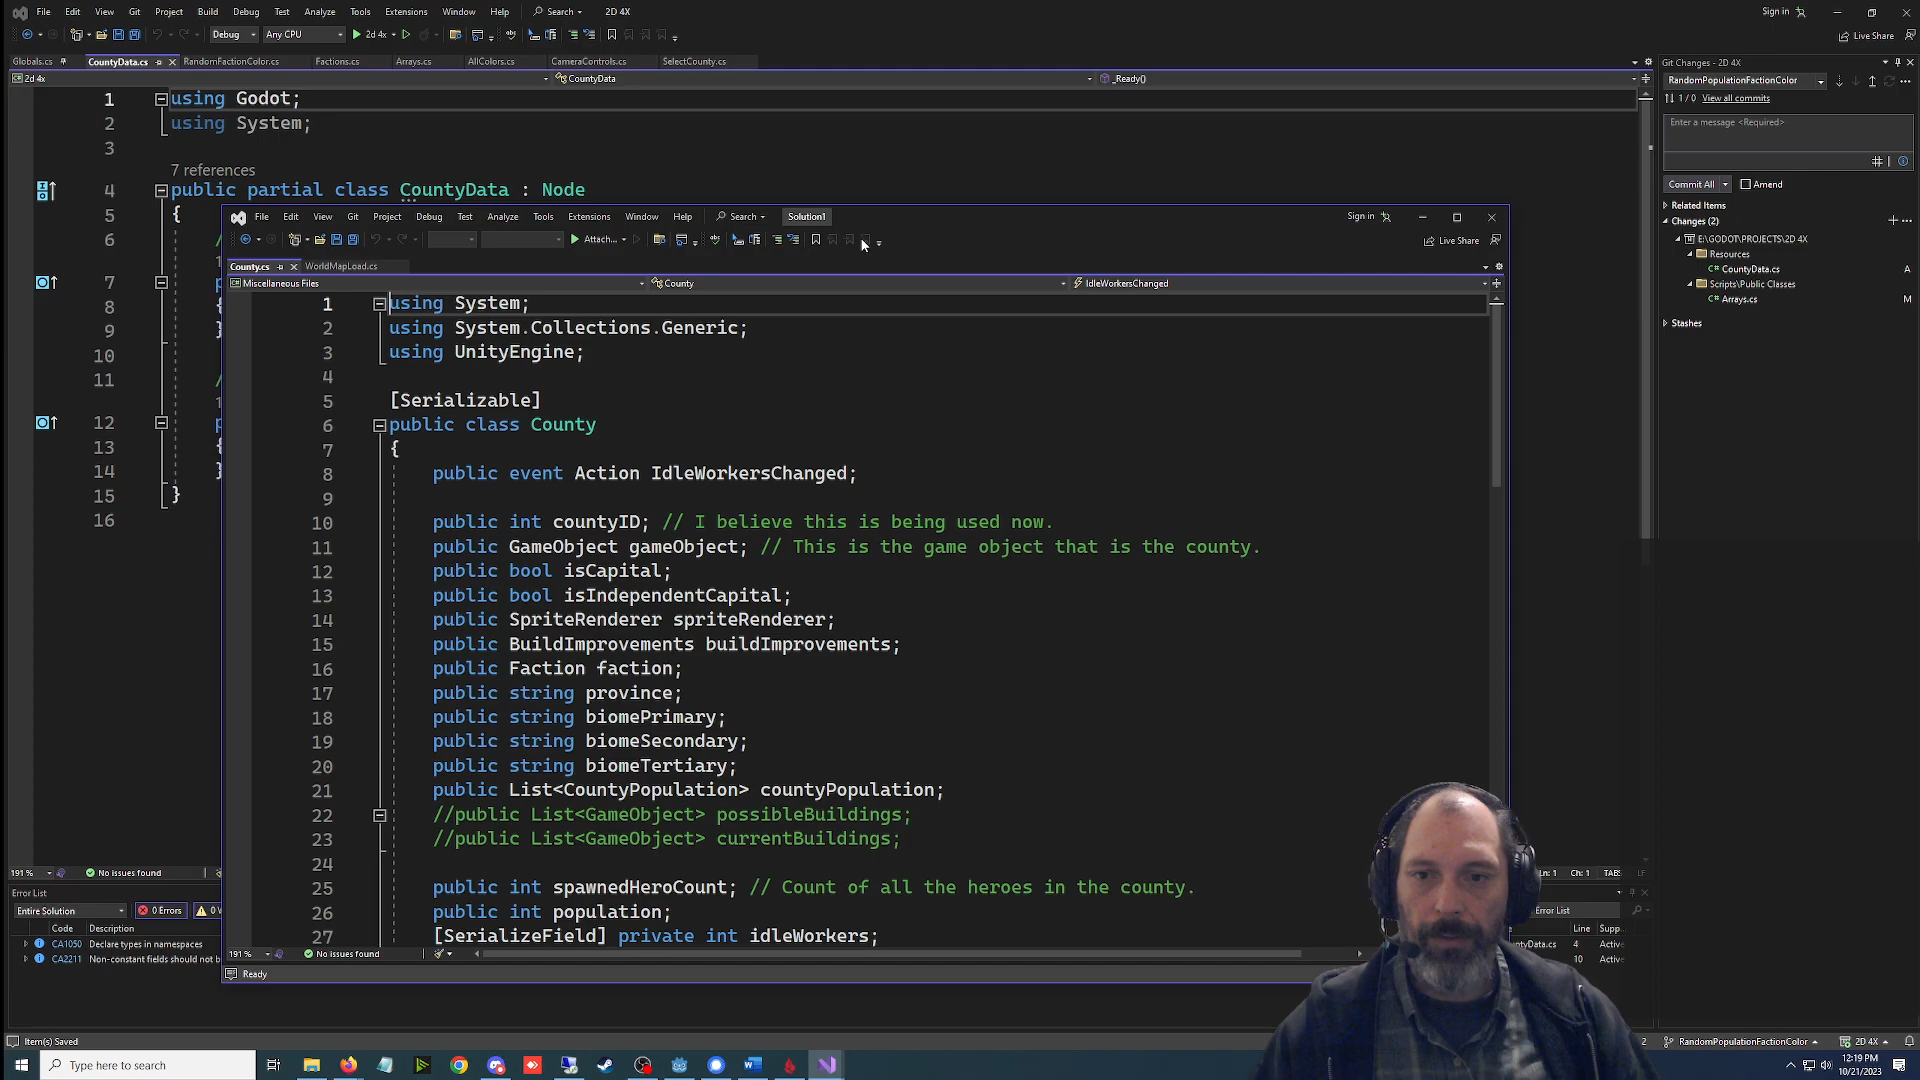 File Edit View Git Project Build Debug Test Analyze Tools Extensions Window Help Search 2D 4X Sign in
Debug Any CPU 2d 4x Live Share
Globals.cs CountyData.cs RandomFactionColor.cs Factions.cs Arrays.cs AllColors.cs CameraControls.cs SelectCounty.cs
2d 4x CountyData _Ready()
1 using Godot;
2 using System;
3
7 references
4 public partial class CountyData : Node
5 {
6
7
8
9
10
11
12
13
14
15 }
16
File Edit View Git Project Debug Test Analyze Tools Extensions Window Help Search Solution1 Sign in
Attach... Live Share
County.cs WorldMapLoad.cs
Miscellaneous Files County IdleWorkersChanged
1 using System;
2 using System.Collections.Generic;
3 using UnityEngine;
4
5 [Serializable]
6 public class County
7 {
8 public event Action IdleWorkersChanged;
9
10 public int countyID; // I believe this is being used now.
11 public GameObject gameObject; // This is the game object that is the county.
12 public bool isCapital;
13 public bool isIndependentCapital;
14 public SpriteRenderer spriteRenderer;
15 public BuildImprovements buildImprovements;
16 public Faction faction;
17 public string province;
18 public string biomePrimary;
19 public string biomeSecondary;
20 public string biomeTertiary;
21 public List<CountyPopulation> countyPopulation;
22 //public List<GameObject> possibleBuildings;
23 //public List<GameObject> currentBuildings;
24
25 public int spawnedHeroCount; // Count of all the heroes in the county.
26 public int population;
27 [SerializeField] private int idleWorkers;
191 % No issues found
Ready
Git Changes - 2D 4X
RandomPopulationFactionColor
1 / 0 View all commits
Enter a message <Required>
Commit All Amend
Related Items
Changes (2)
E:\GODOT\PROJECTS\2D 4X
Resources
CountyData.cs A
Scripts\Public Classes
Arrays.cs M
Stashes
191 % No issues found
Ln: 1 Ch: 1 TABS LF
Error List
Entire Solution 0 Errors
Code Description
CA1050 Declare types in namespaces
CA2211 Non-constant fields should not b
Error List
Line Supp...
4 Active
10 Active
Item(s) Saved
RandomPopulationFactionColor 2D 4X
Type here to search
12:19 PM
10/21/2023